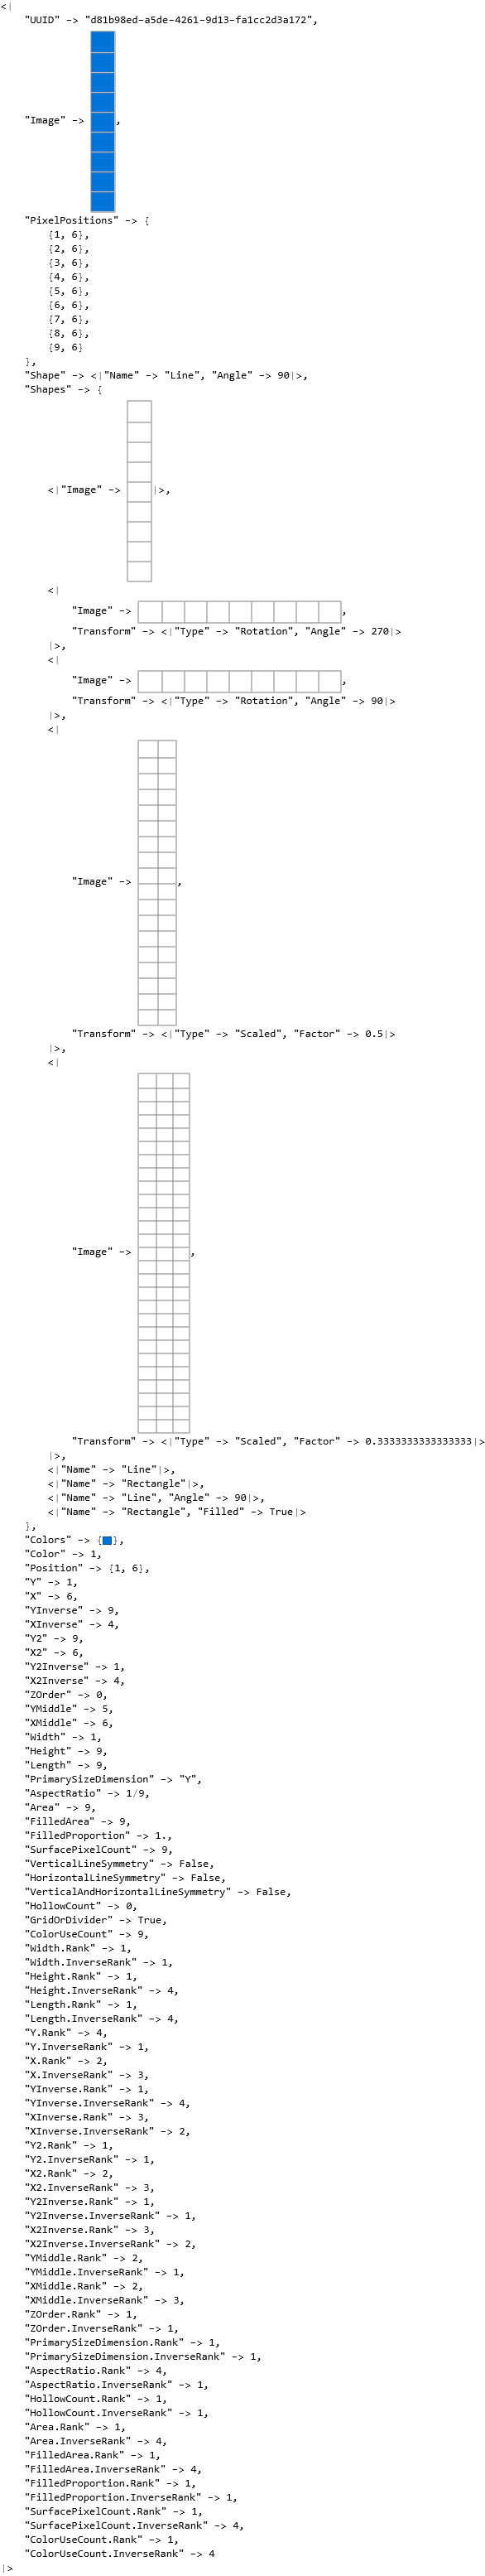 <|
"UUID" -> "d81b98ed-a5de-4261-9d13-fa1cc2d3a172",
"Image" -> ,
"PixelPositions" -> {
{1, 6},
{2, 6},
{3, 6},
{4, 6},
{5, 6},
{6, 6},
{7, 6},
{8, 6},
{9, 6}
},
"Shape" -> <|"Name" -> "Line", "Angle" -> 90|>,
"Shapes" -> {
<|"Image" -> |>,
<|
"Image" -> ,
"Transform" -> <|"Type" -> "Rotation", "Angle" -> 270|>
|>,
<|
"Image" -> ,
"Transform" -> <|"Type" -> "Rotation", "Angle" -> 90|>
|>,
<|
"Image" -> ,
"Transform" -> <|"Type" -> "Scaled", "Factor" -> 0.5|>
|>,
<|
"Image" -> ,
"Transform" -> <|"Type" -> "Scaled", "Factor" -> 0.3333333333333333|>
|>,
<|"Name" -> "Line"|>,
<|"Name" -> "Rectangle"|>,
<|"Name" -> "Line", "Angle" -> 90|>,
<|"Name" -> "Rectangle", "Filled" -> True|>
},
"Colors" -> {},
"Color" -> 1,
"Position" -> {1, 6},
"Y" -> 1,
"X" -> 6,
"YInverse" -> 9,
"XInverse" -> 4,
"Y2" -> 9,
"X2" -> 6,
"Y2Inverse" -> 1,
"X2Inverse" -> 4,
"ZOrder" -> 0,
"YMiddle" -> 5,
"XMiddle" -> 6,
"Width" -> 1,
"Height" -> 9,
"Length" -> 9,
"PrimarySizeDimension" -> "Y",
"AspectRatio" -> 1/9,
"Area" -> 9,
"FilledArea" -> 9,
"FilledProportion" -> 1.,
"SurfacePixelCount" -> 9,
"VerticalLineSymmetry" -> False,
"HorizontalLineSymmetry" -> False,
"VerticalAndHorizontalLineSymmetry" -> False,
"HollowCount" -> 0,
"GridOrDivider" -> True,
"ColorUseCount" -> 9,
"Width.Rank" -> 1,
"Width.InverseRank" -> 1,
"Height.Rank" -> 1,
"Height.InverseRank" -> 4,
"Length.Rank" -> 1,
"Length.InverseRank" -> 4,
"Y.Rank" -> 4,
"Y.InverseRank" -> 1,
"X.Rank" -> 2,
"X.InverseRank" -> 3,
"YInverse.Rank" -> 1,
"YInverse.InverseRank" -> 4,
"XInverse.Rank" -> 3,
"XInverse.InverseRank" -> 2,
"Y2.Rank" -> 1,
"Y2.InverseRank" -> 1,
"X2.Rank" -> 2,
"X2.InverseRank" -> 3,
"Y2Inverse.Rank" -> 1,
"Y2Inverse.InverseRank" -> 1,
"X2Inverse.Rank" -> 3,
"X2Inverse.InverseRank" -> 2,
"YMiddle.Rank" -> 2,
"YMiddle.InverseRank" -> 1,
"XMiddle.Rank" -> 2,
"XMiddle.InverseRank" -> 3,
"ZOrder.Rank" -> 1,
"ZOrder.InverseRank" -> 1,
"PrimarySizeDimension.Rank" -> 1,
"PrimarySizeDimension.InverseRank" -> 1,
"AspectRatio.Rank" -> 4,
"AspectRatio.InverseRank" -> 1,
"HollowCount.Rank" -> 1,
"HollowCount.InverseRank" -> 1,
"Area.Rank" -> 1,
"Area.InverseRank" -> 4,
"FilledArea.Rank" -> 1,
"FilledArea.InverseRank" -> 4,
"FilledProportion.Rank" -> 1,
"FilledProportion.InverseRank" -> 1,
"SurfacePixelCount.Rank" -> 1,
"SurfacePixelCount.InverseRank" -> 4,
"ColorUseCount.Rank" -> 1,
"ColorUseCount.InverseRank" -> 4
|>